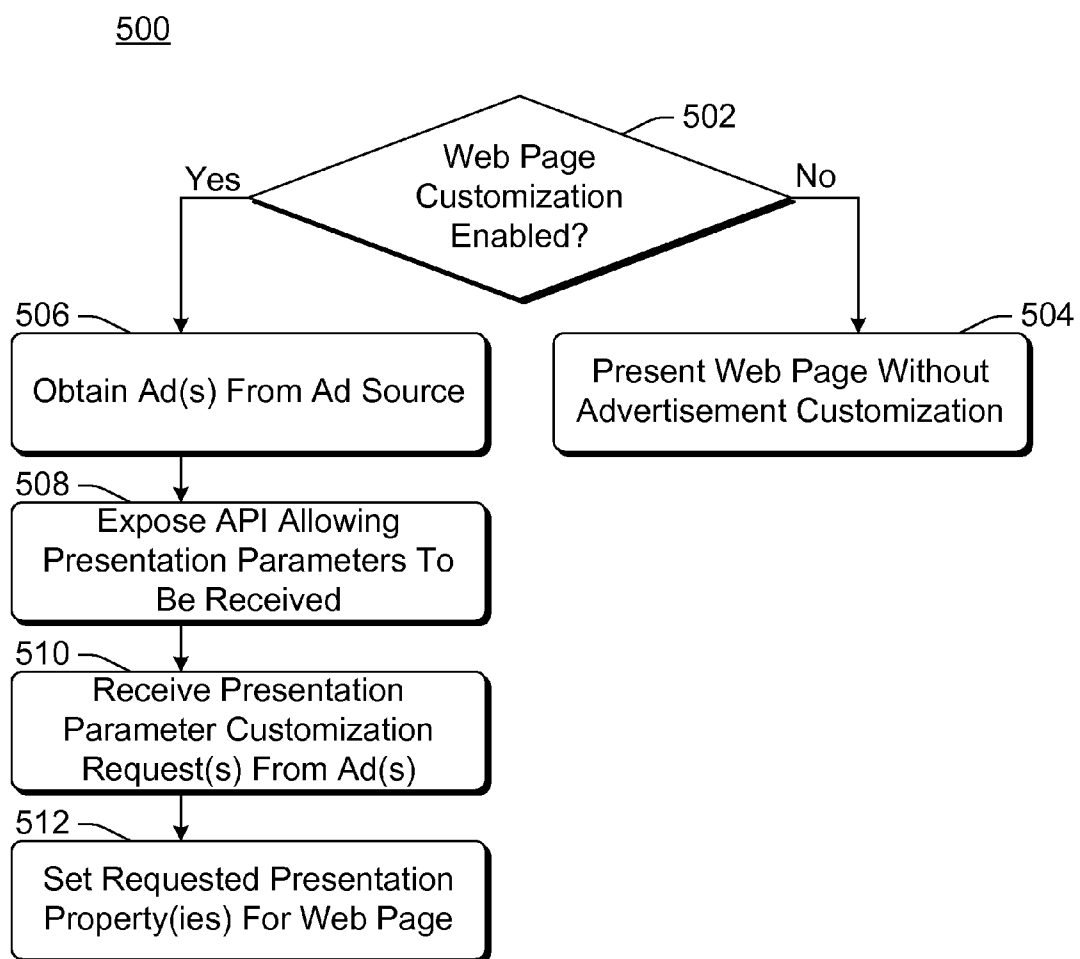 500
502
Web Page
Customization
Enabled?
Yes
No
506
Obtain Ad(s) From Ad Source
504
Present Web Page Without
Advertisement Customization
508
Expose API Allowing
Presentation Parameters To
Be Received
510
Receive Presentation
Parameter Customization
Request(s) From Ad(s)
512
Set Requested Presentation
Property(ies) For Web Page